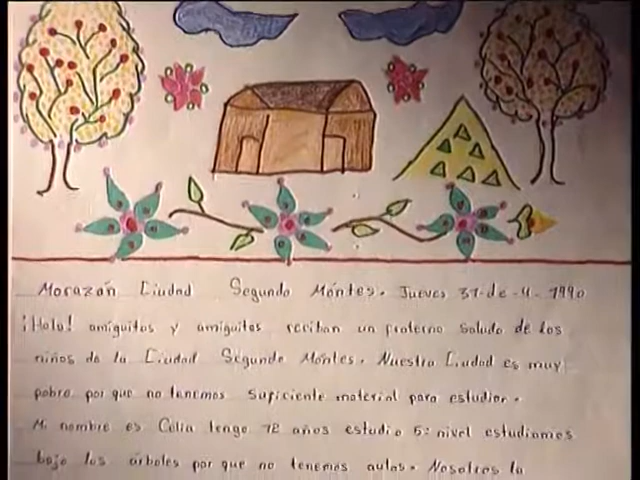 Morazán Ciudad Segundo Móntes. Jueves 31-de-4-1990
¡Hola! amiguitos y amiguitas reciban un fraterno saludo de los
niños de la Ciudad Segundo Móntes. Nuestra Ciudad es muy
pobre por que no tenemos suficiente material para estudiar.
Mi nombre es Celia tengo 12 años estudio 5: nivel estudiamos
bajo los árboles por que no tenemos aulas. Nosotros la